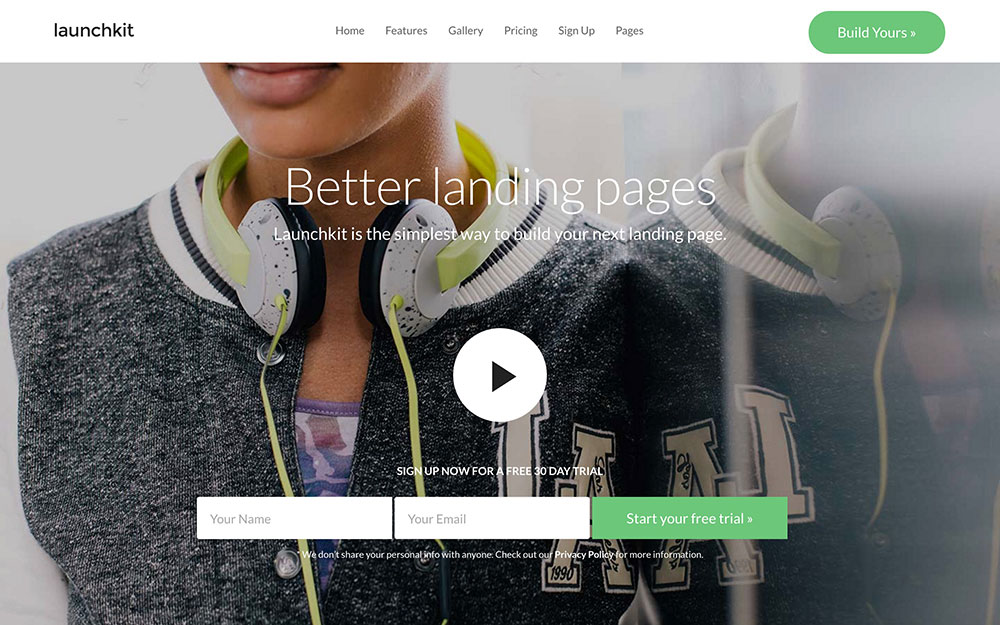 launchkit
Home Features Gallery Pricing Sign Up Pages
Build Yours »
Better landing pages
Launchkit is the simplest way to build your next landing page.
SIGN UP NOW FOR A FREE 30 DAY TRIAL
Your Name
Your Email
Start your free trial »
* We don't share your personal info with anyone. Check out our Privacy Policy for more information.
1990